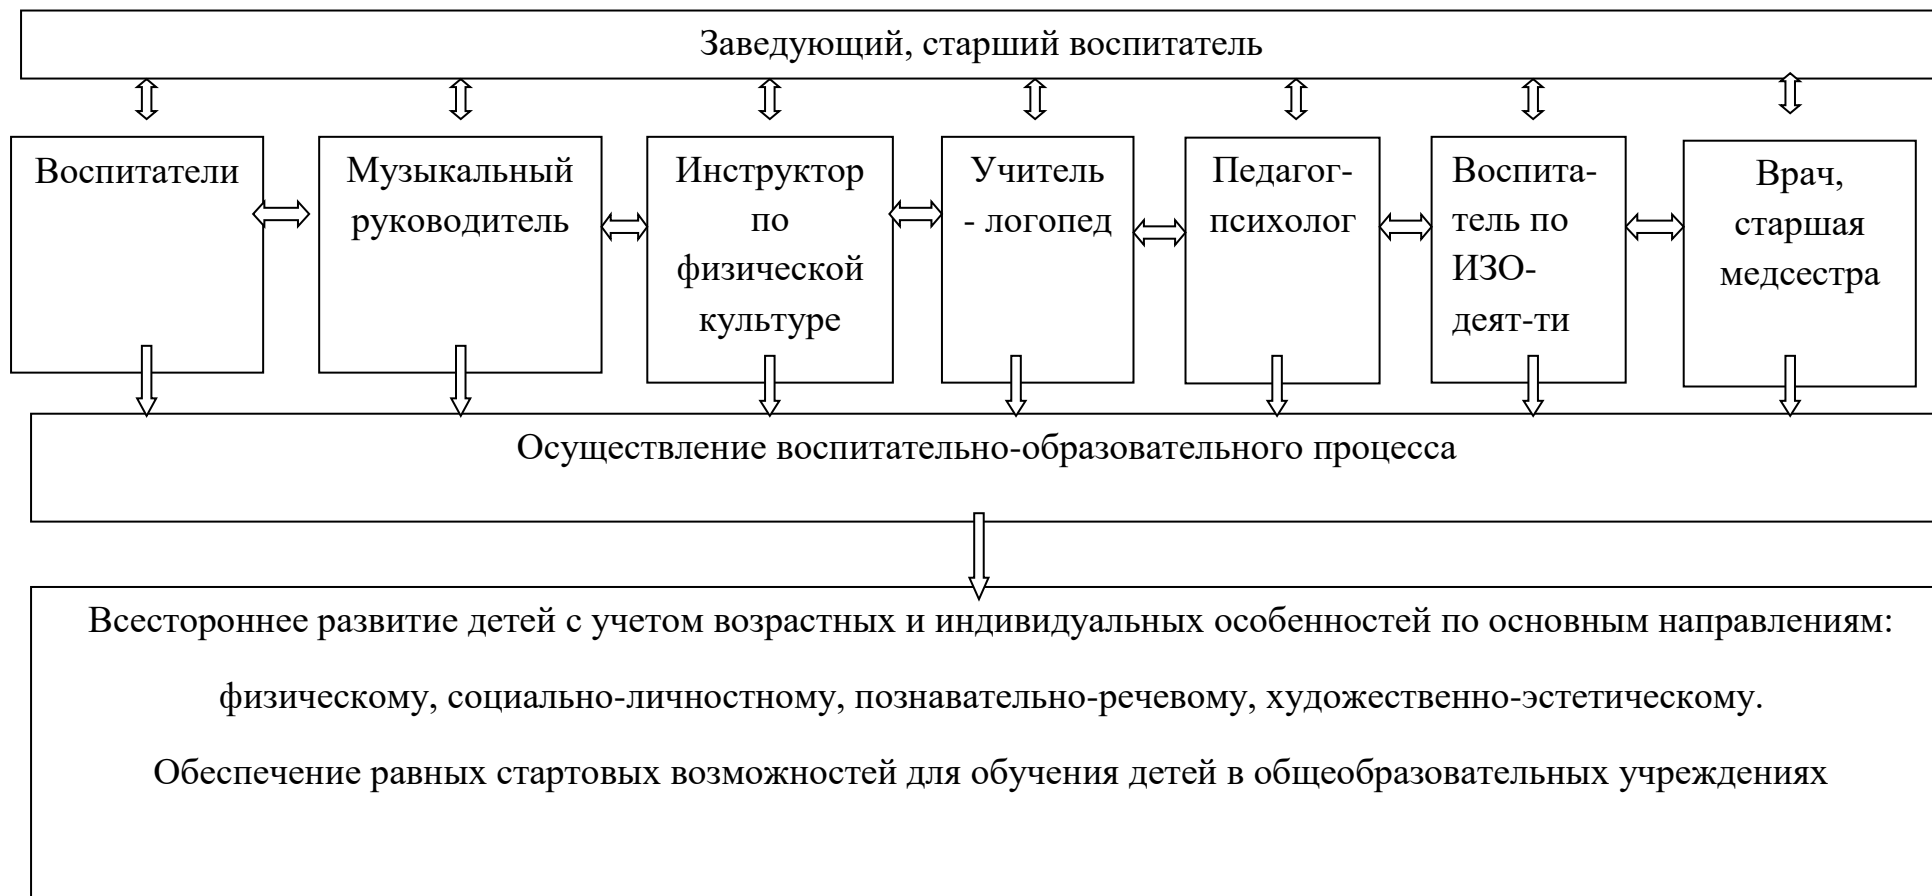 Заведующий, старший воспитатель
Воспитатели
Музыкальный
руководитель
Инструктор
по
физической
культуре
Учитель
- логопед
Педагог-
психолог
Воспита-
тель по
ИЗО-
деят-ти
Врач,
старшая
медсестра
Осуществление воспитательно-образовательного процесса
Всестороннее развитие детей с учетом возрастных и индивидуальных особенностей по основным направлениям:
физическому, социально-личностному, познавательно-речевому, художественно-эстетическому.
Обеспечение равных стартовых возможностей для обучения детей в общеобразовательных учреждениях